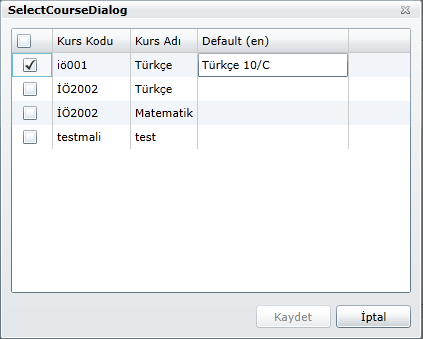 SelectCourseDialog
Kurs Kodu Kurs Adı Default (en)
iö001 Türkçe Türkçe 10/C
İÖ2002 Türkçe
İÖ2002 Matematik
testmali test
Kaydet İptal